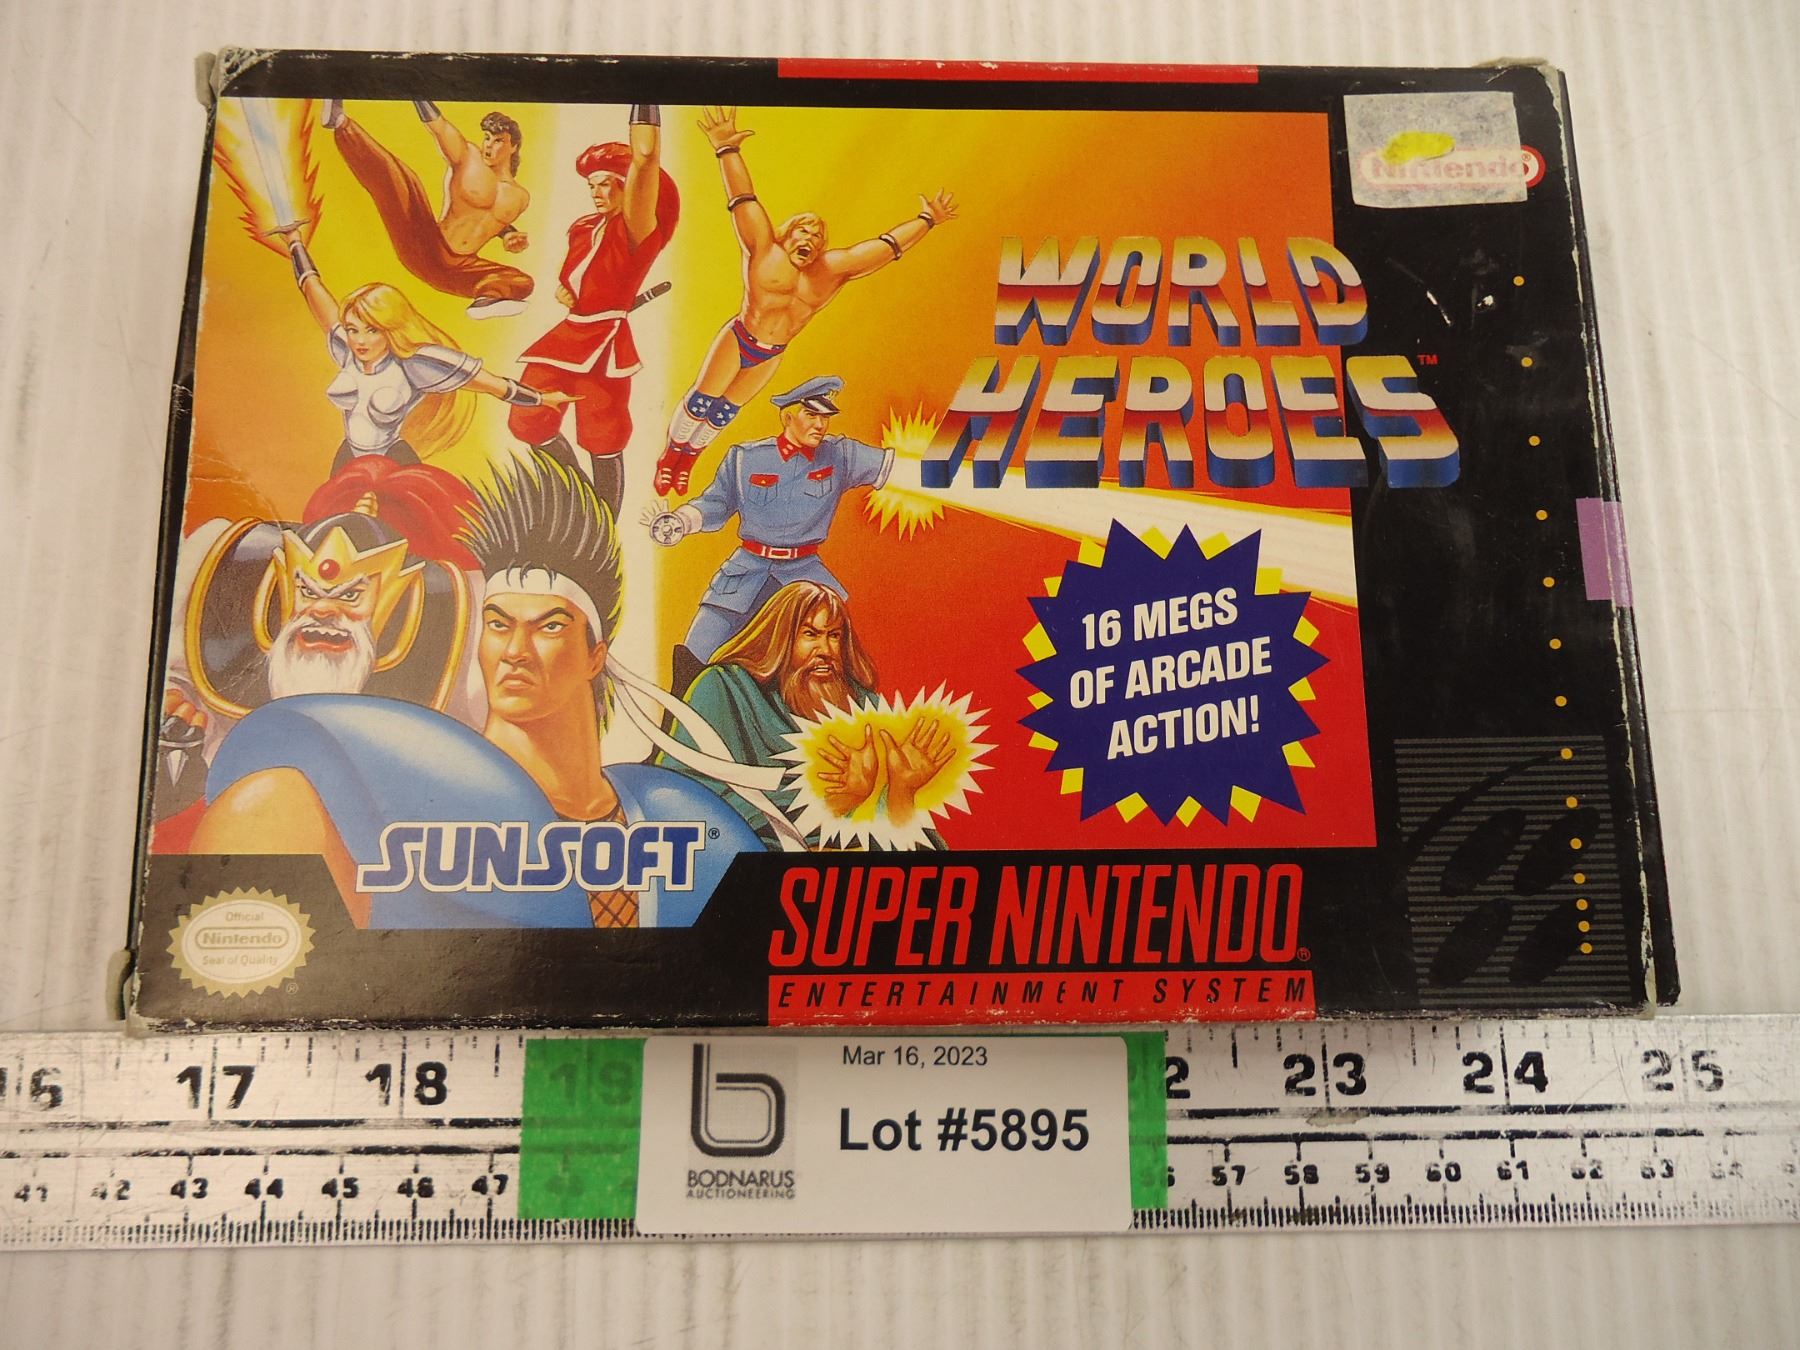 Nintendo®
WORLD
HEROES™
16 MEGS
OF ARCADE
ACTION!
SUNSOFT®
Official
Nintendo
Seal of Quality
®
SUPER NINTENDO®
ENTERTAINMENT SYSTEM
17 18 19 23 24 25
Mar 16, 2023
Lot #5895
BODNARUS
AUCTIONEERING
41 42 43 44 45 46 47 57 58 59 60 61 62 63